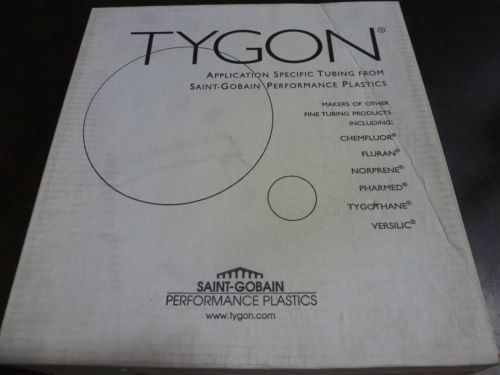 TYGON®
APPLICATION SPECIFIC TUBING FROM
SAINT-GOBAIN PERFORMANCE PLASTICS
MAKERS OF OTHER
FINE TUBING PRODUCTS
INCLUDING:
CHEMFLUOR®
FLURAN®
NORPRENE®
PHARMED®
TYGOTHANE®
VERSILIC®
SAINT-GOBAIN
PERFORMANCE PLASTICS
www.tygon.com